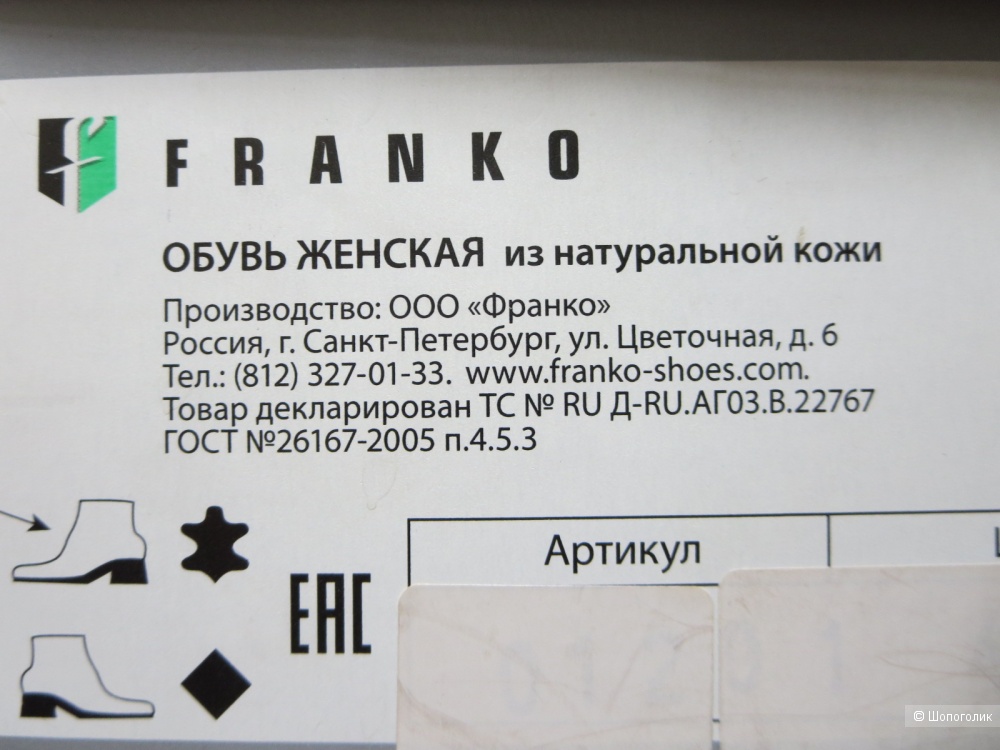 FRANKO
ОБУВЬ ЖЕНСКАЯ из натуральной кожи
Производство: ООО «Франко»
Россия, г. Санкт-Петербург, ул. Цветочная, д. 6
Тел.: (812) 327-01-33. www.franko-shoes.com.
Товар декларирован ТС № RU Д-RU.АГ03.В.22767
ГОСТ №26167-2005 п.4.5.3
Артикул
EAC
© Шопоголик